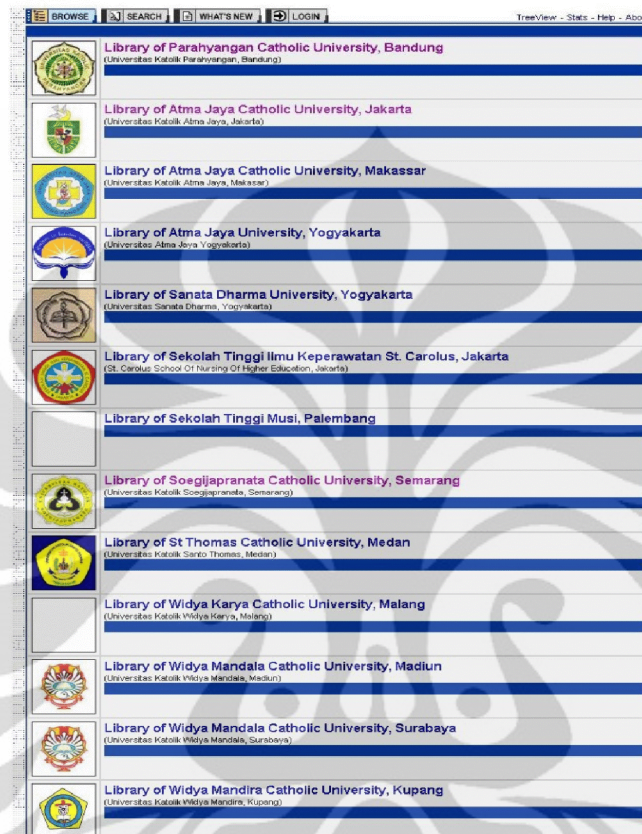 BROWSE SEARCH WHAT'S NEW LOGIN TreeView - Stats - Help - Abo
Library of Parahyangan Catholic University, Bandung
(Universitas Katolik Parahyangan, Bandung)
Library of Atma Jaya Catholic University, Jakarta
(Universitas Katolik Atma Jaya, Jakarta)
Library of Atma Jaya Catholic University, Makassar
(Universitas Katolik Atma Jaya, Makasar)
Library of Atma Jaya University, Yogyakarta
(Universitas Atma Jaya Yogyakarta)
Library of Sanata Dharma University, Yogyakarta
(Universitas Sanata Dharma, Yogyakarta)
Library of Sekolah Tinggi Ilmu Keperawatan St. Carolus, Jakarta
(St. Carolus School Of Nursing Of Higher Education, Jakarta)
Library of Sekolah Tinggi Musi, Palembang
Library of Soegijapranata Catholic University, Semarang
(Universitas Katolik Soegijapranata, Semarang)
Library of St Thomas Catholic University, Medan
(Universitas Katolik Santo Thomas, Medan)
Library of Widya Karya Catholic University, Malang
(Universitas Katolik Widya Karya, Malang)
Library of Widya Mandala Catholic University, Madiun
(Universitas Katolik Widya Mandala, Madiun)
Library of Widya Mandala Catholic University, Surabaya
(Universitas Katolik Widya Mandala, Surabaya)
Library of Widya Mandira Catholic University, Kupang
(Universitas Katolik Widya Mandira, Kupang)